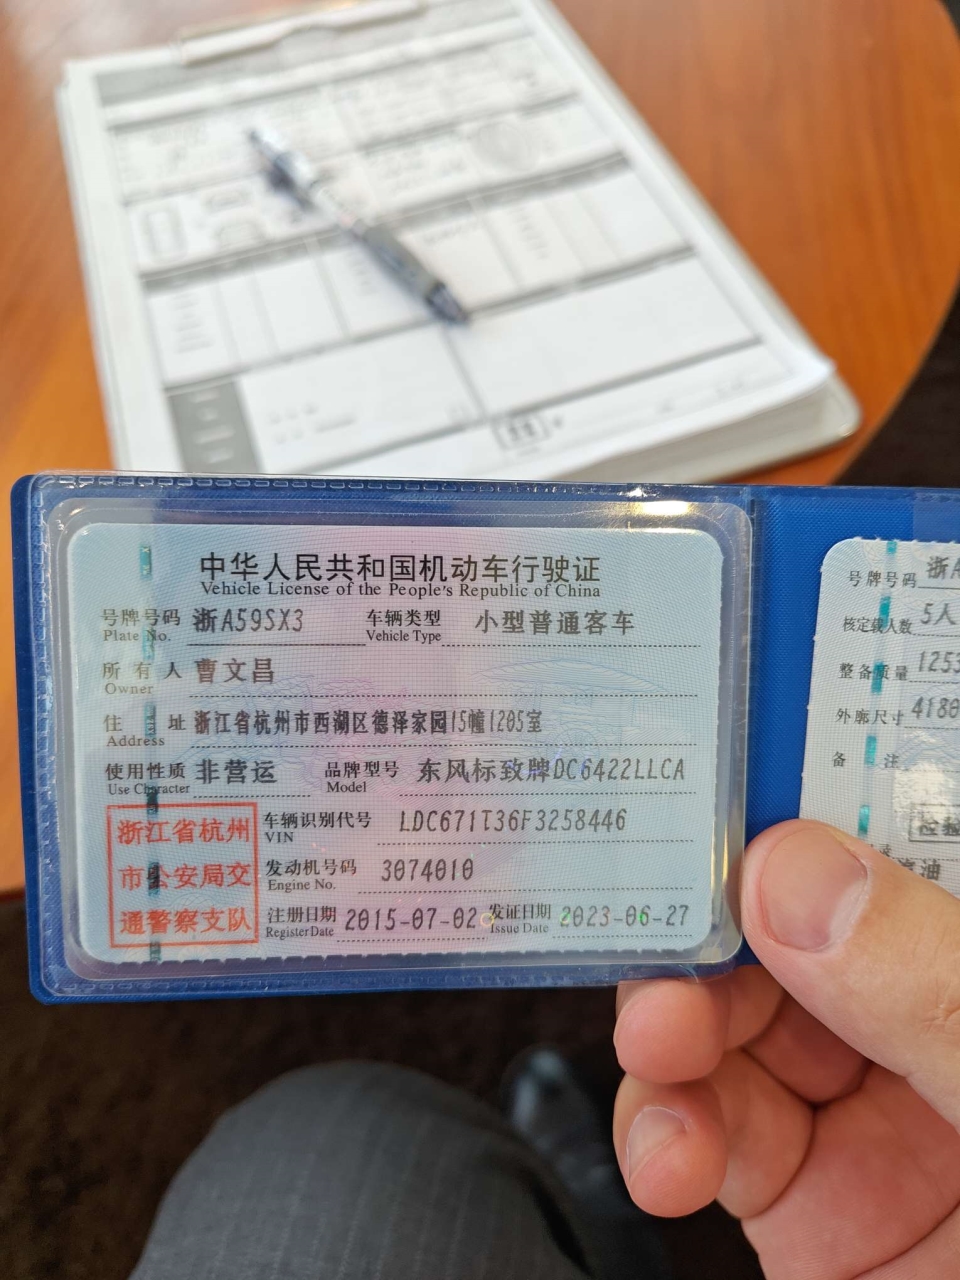 中华人民共和国机动车行驶证
Vehicle License of the People's Republic of China
号牌号码 浙A59SX3 车辆类型 小型普通客车
Plate No. Vehicle Type
所有人 曹文昌
Owner
住址 浙江省杭州市西湖区德泽家园15幢1205室
Address
使用性质 非营运 品牌型号 东风标致牌DC6422LLCA
Use Character Model
浙江省杭州
市公安局交
通警察支队
车辆识别代号 LDC671T36F3258446
VIN
发动机号码 3074010
Engine No.
注册日期 2015-07-02 发证日期 2023-06-27
Register Date Issue Date
号牌号码 浙A
核定载人数 5人
整备质量 1253
外廓尺寸 4180
备注
检验
油